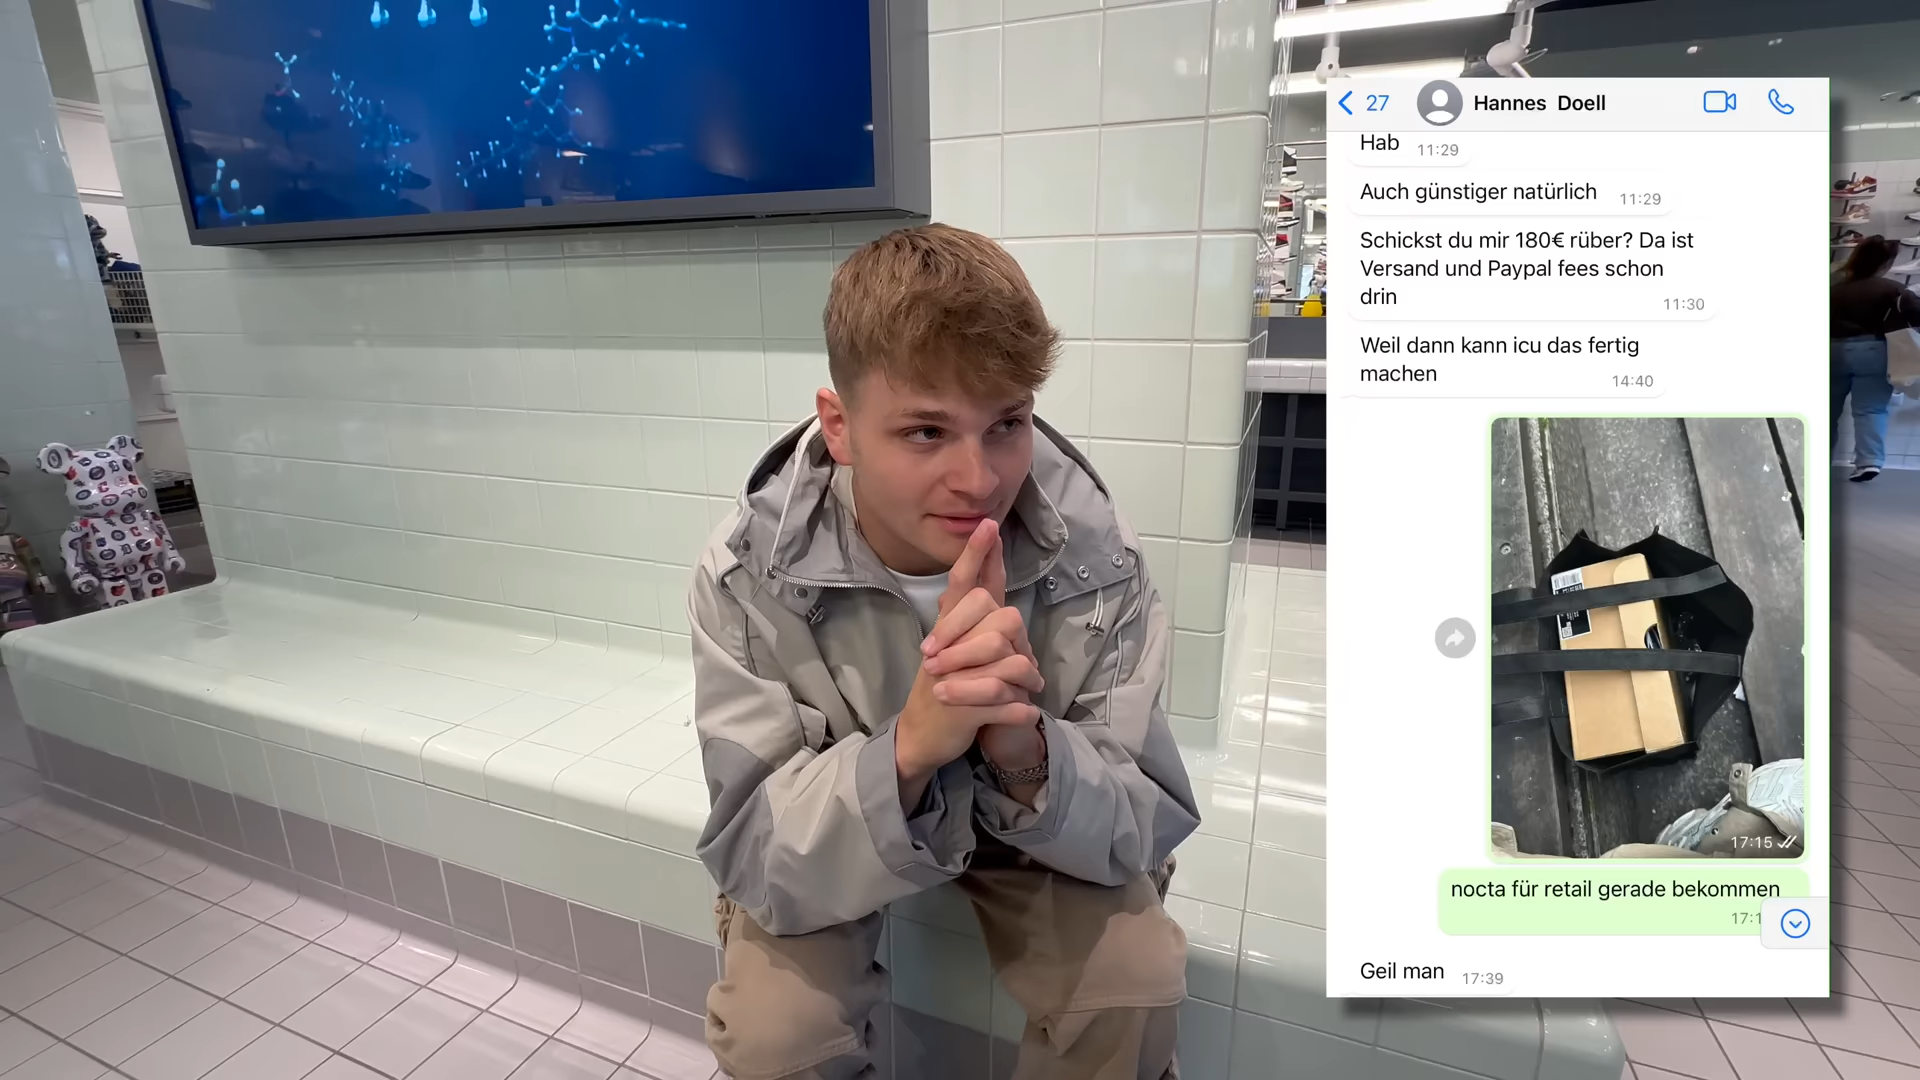 27
Hannes Doell
Hab 11:29
Auch günstiger natürlich 11:29
Schickst du mir 180€ rüber? Da ist
Versand und Paypal fees schon
drin 11:30
Weil dann kann icu das fertig
machen 14:40
17:15
nocta für retail gerade bekommen
Geil man 17:39